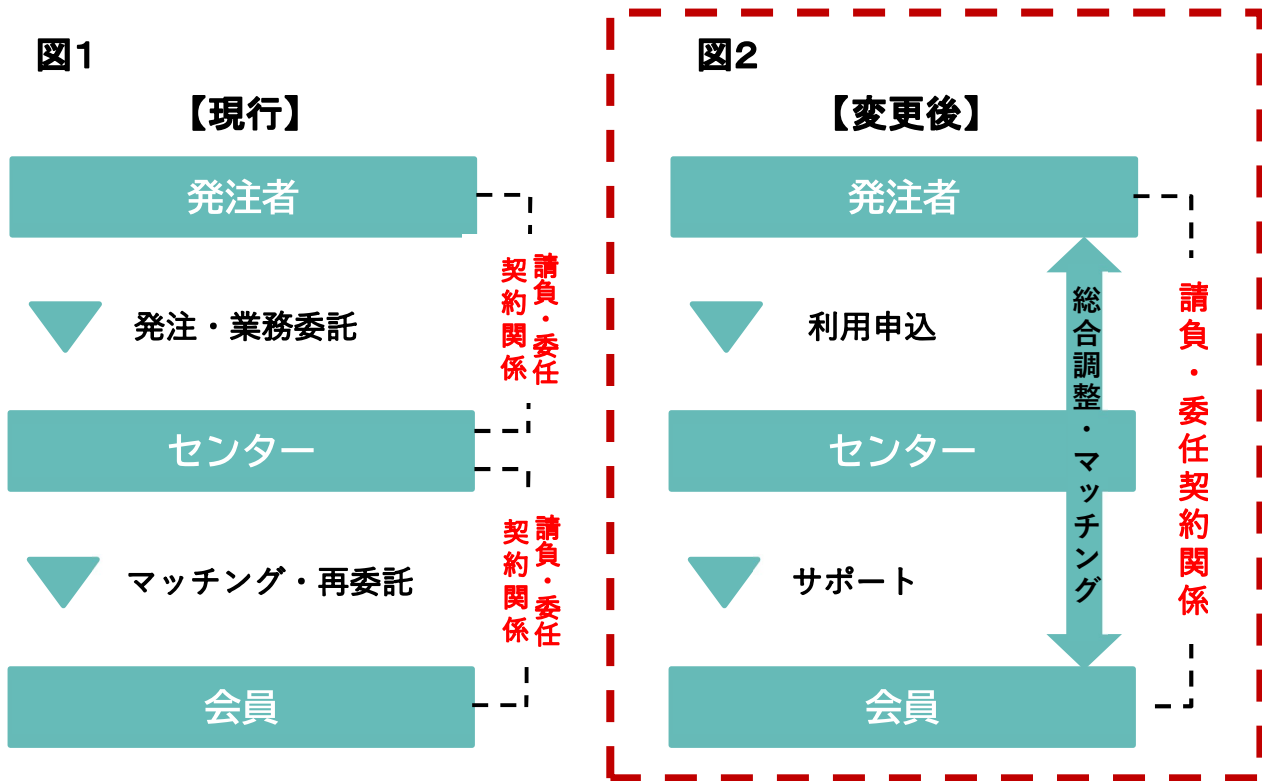 図1
【現行】
発注者
発注・業務委託
請負・委任
契約関係
センター
マッチング・再委託
請負・委任
契約関係
会員
図2
【変更後】
発注者
利用申込
総合調整・マッチング
請負・委任契約関係
センター
サポート
会員